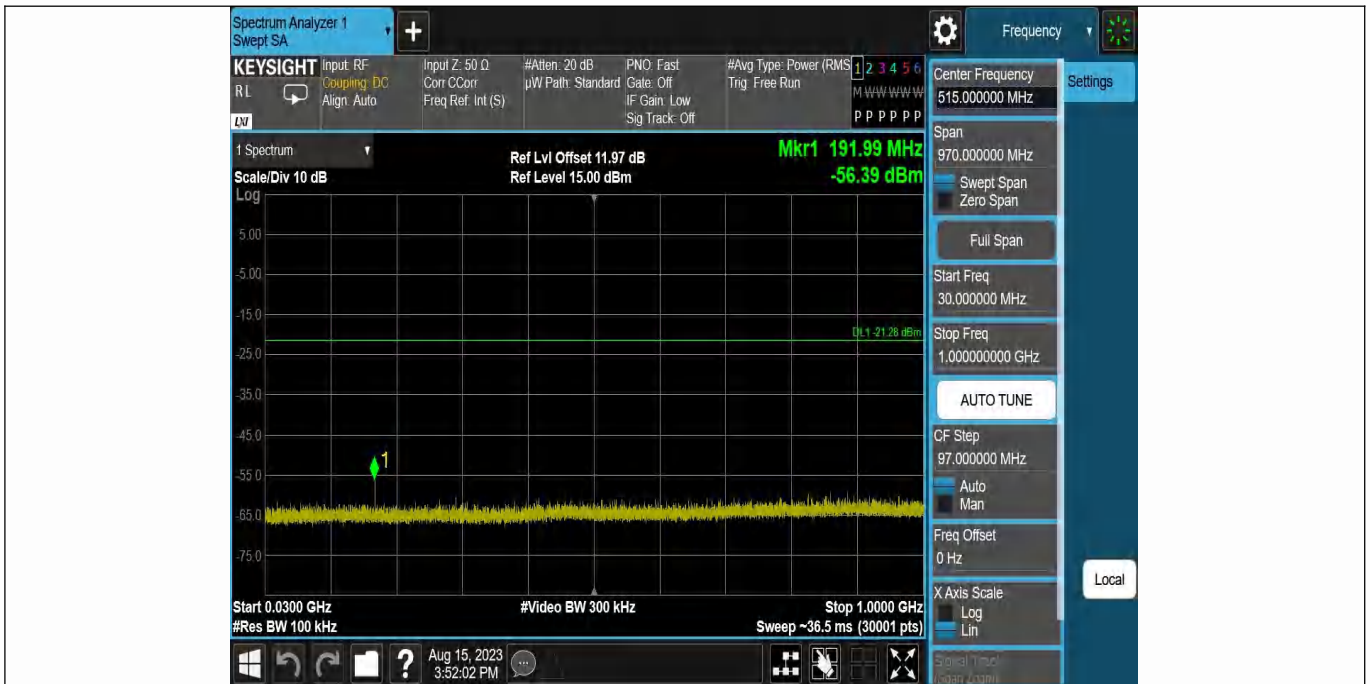 Spectrum Analyzer 1
Swept SA
+
Frequency
KEYSIGHT
RL
LXI
Input: RF
Coupling: DC
Align: Auto
Input Z: 50 Ω
Corr CCorr
Freq Ref: Int (S)
#Atten: 20 dB
µW Path: Standard
PNO: Fast
Gate: Off
IF Gain: Low
Sig Track: Off
#Avg Type: Power (RMS
Trig: Free Run
1 2 3 4 5 6
M W W W W W
P P P P P P
1 Spectrum
Scale/Div 10 dB
Log
Ref Lvl Offset 11.97 dB
Ref Level 15.00 dBm
Mkr1 191.99 MHz
-56.39 dBm
5.00
-5.00
-15.0
DL1 -21.28 dBm
-25.0
-35.0
-45.0
1
-55.0
-65.0
-75.0
Start 0.0300 GHz
#Res BW 100 kHz
#Video BW 300 kHz
Stop 1.0000 GHz
Sweep ~36.5 ms (30001 pts)
Center Frequency
515.000000 MHz
Settings
Span
970.000000 MHz
Swept Span
Zero Span
Full Span
Start Freq
30.000000 MHz
Stop Freq
1.000000000 GHz
AUTO TUNE
CF Step
97.000000 MHz
Auto
Man
Freq Offset
0 Hz
X Axis Scale
Log
Lin
Local
Signal Track
(Span Zoom)
?
Aug 15, 2023
3:52:02 PM